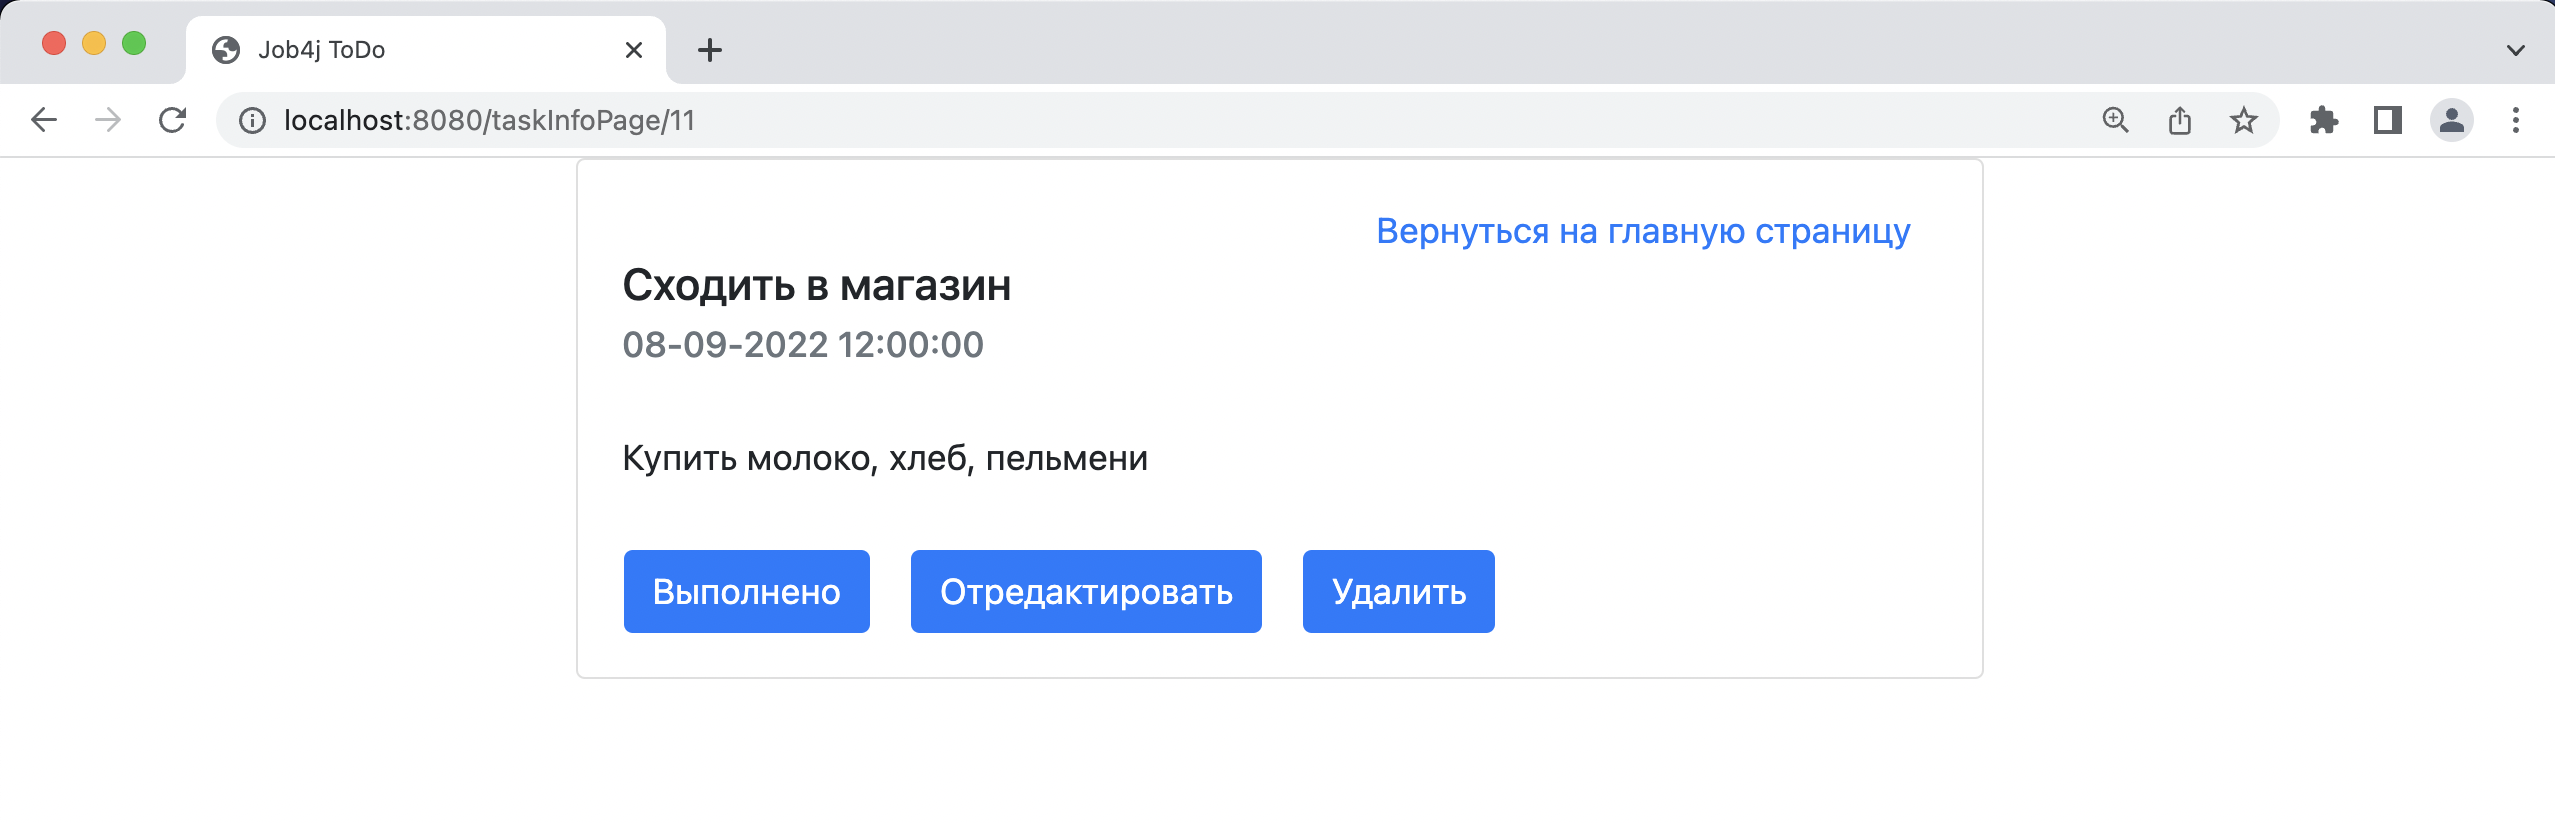 Job4j ToDo
localhost:8080/taskInfoPage/11
Вернуться на главную страницу
Сходить в магазин
08-09-2022 12:00:00
Купить молоко, хлеб, пельмени
Выполнено Отредактировать Удалить